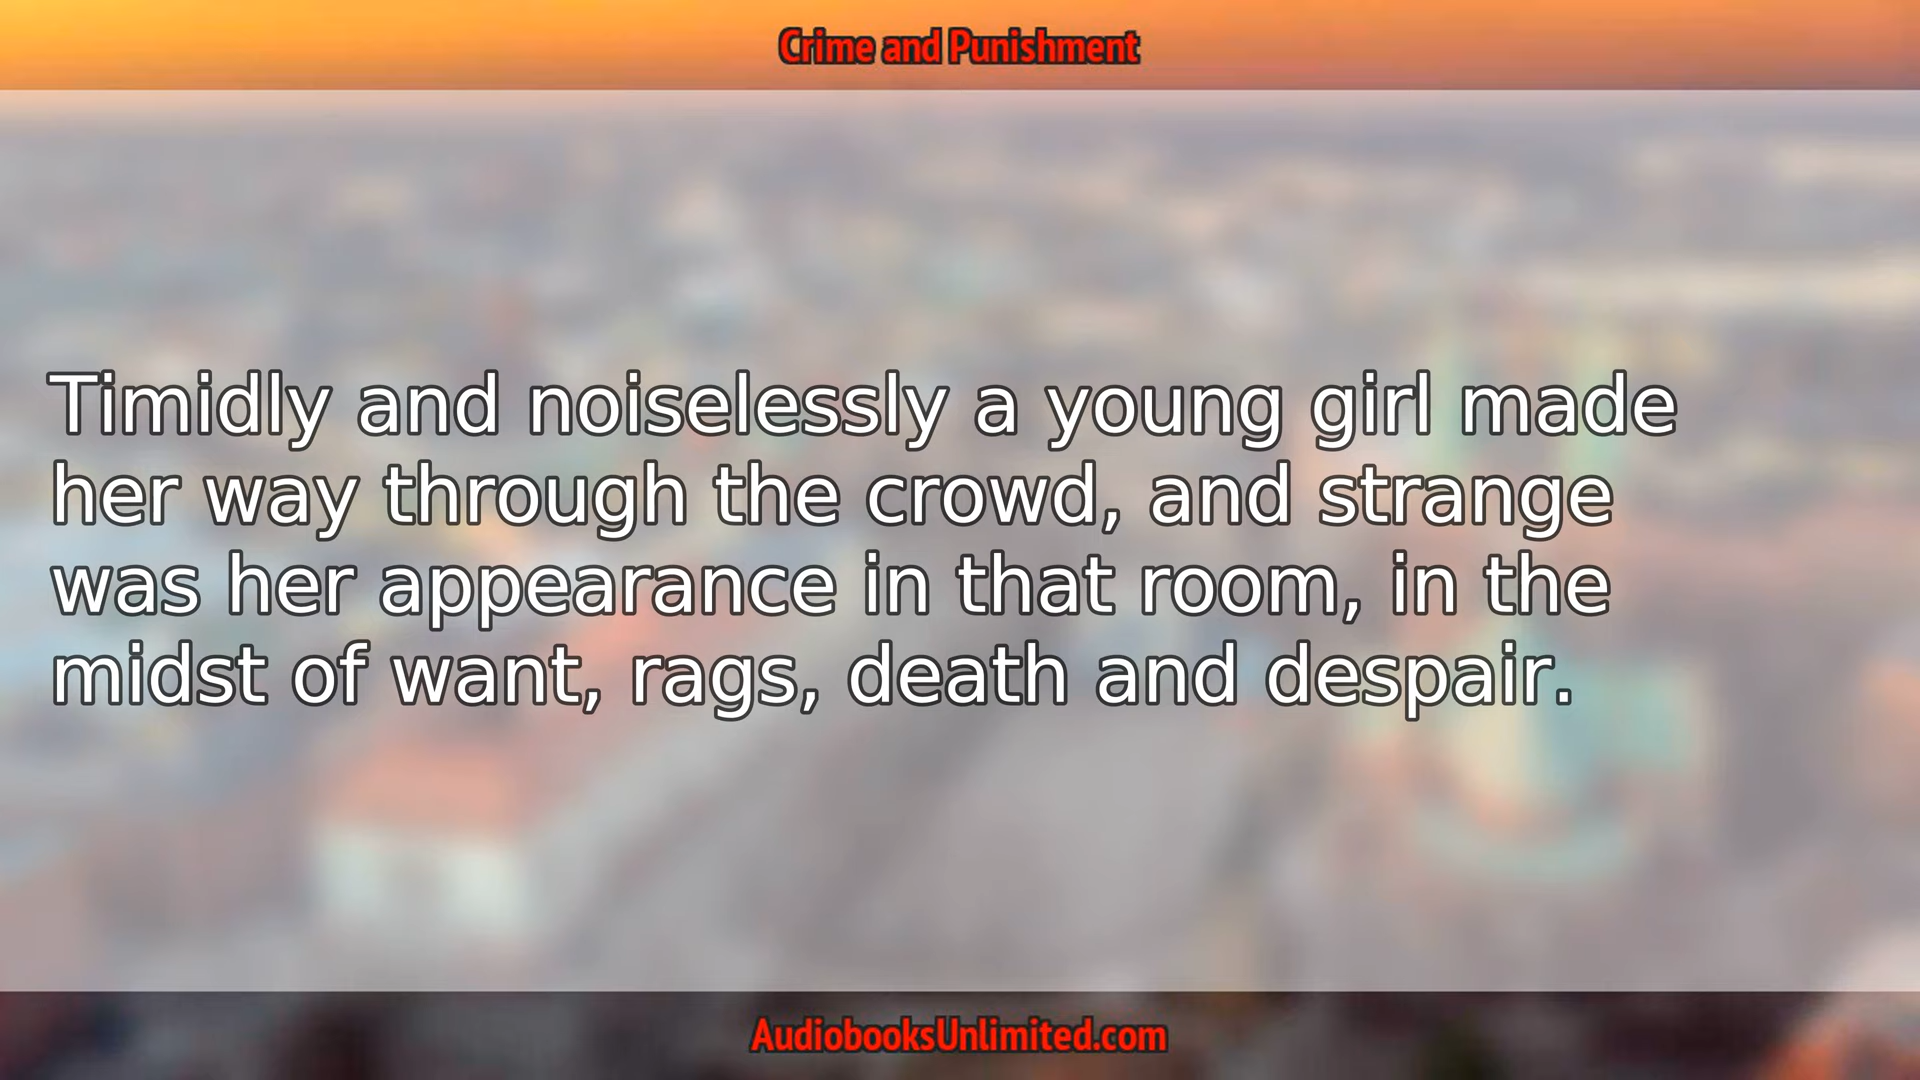 Crime and Punishment
Timidly and noiselessly a young girl made
her way through the crowd, and strange
was her appearance in that room, in the
midst of want, rags, death and despair.
AudiobooksUnlimited.com